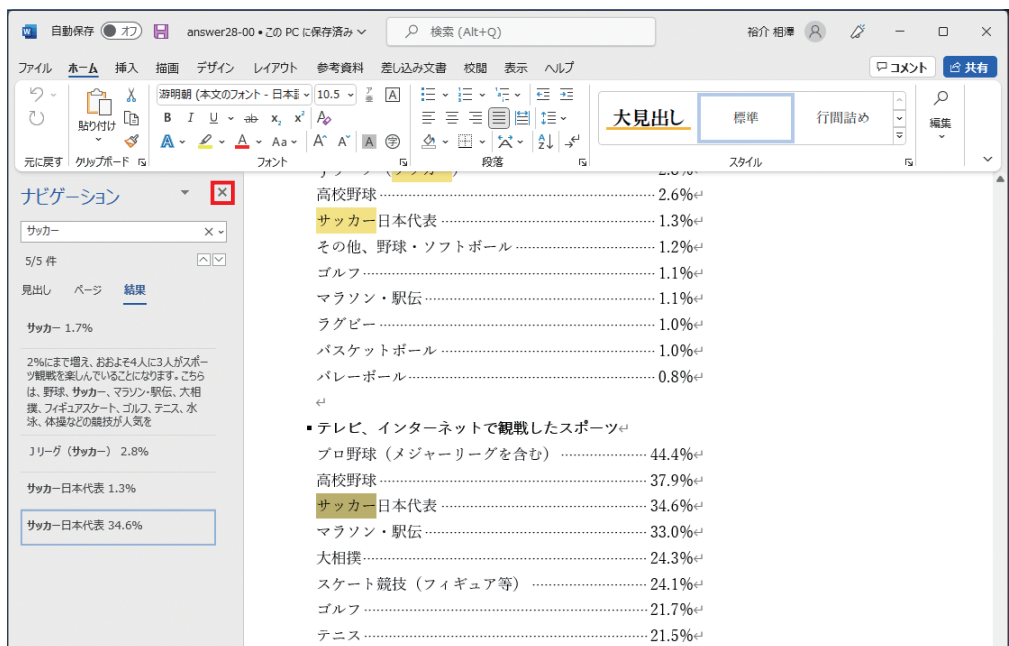 自動保存 オフ answer28-00 • この PC に保存済み 検索 (Alt+Q) 裕介 相澤
ファイル ホーム 挿入 描画 デザイン レイアウト 参考資料 差し込み文書 校閲 表示 ヘルプ コメント 共有
貼り付け 游明朝 (本文のフォント - 日本語 10.5 大見出し 標準 行間詰め 編集
B I U ab x₂ x² A
A A Aa A A A 字
元に戻す クリップボード フォント 段落 スタイル
ナビゲーション
サッカー
5/5 件
見出し ページ 結果
サッカー 1.7%
2%にまで増え、おおよそ4人に3人がスポー
ツ観戦を楽しんでいることになります。こちら
は、野球、サッカー、マラソン・駅伝、大相
撲、フィギュアスケート、ゴルフ、テニス、水
泳、体操などの競技が人気を
Jリーグ（サッカー） 2.8%
サッカー日本代表 1.3%
サッカー日本代表 34.6%
Jリーグ（サッカー） 2.8%
高校野球 2.6%
サッカー日本代表 1.3%
その他、野球・ソフトボール 1.2%
ゴルフ 1.1%
マラソン・駅伝 1.1%
ラグビー 1.0%
バスケットボール 1.0%
バレーボール 0.8%
テレビ、インターネットで観戦したスポーツ
プロ野球（メジャーリーグを含む） 44.4%
高校野球 37.9%
サッカー日本代表 34.6%
マラソン・駅伝 33.0%
大相撲 24.3%
スケート競技（フィギュア等） 24.1%
ゴルフ 21.7%
テニス 21.5%